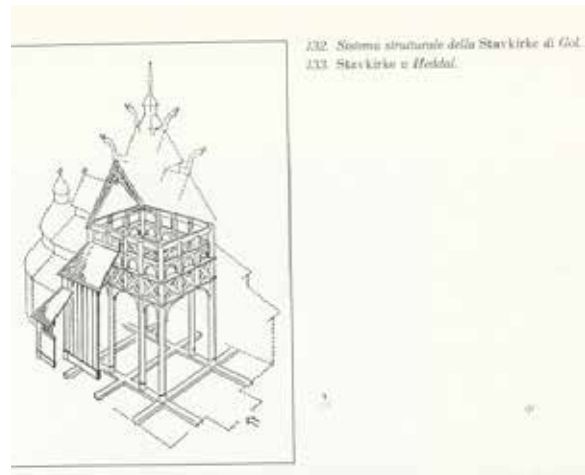 132. Sistema strutturale della Stavkirke di Gol.
133. Stavkirke a Heddal.